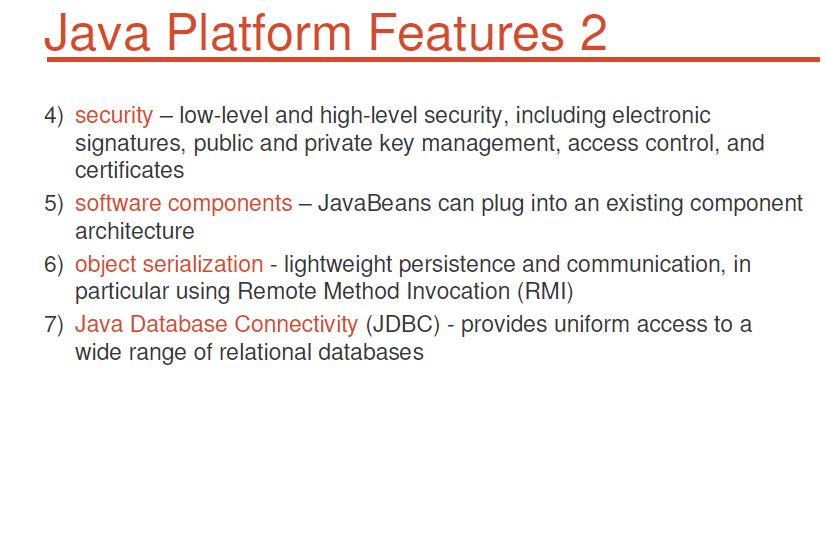 Java Platform Features 2
4) security – low-level and high-level security, including electronic
signatures, public and private key management, access control, and
certificates
5) software components – JavaBeans can plug into an existing component
architecture
6) object serialization - lightweight persistence and communication, in
particular using Remote Method Invocation (RMI)
7) Java Database Connectivity (JDBC) - provides uniform access to a
wide range of relational databases